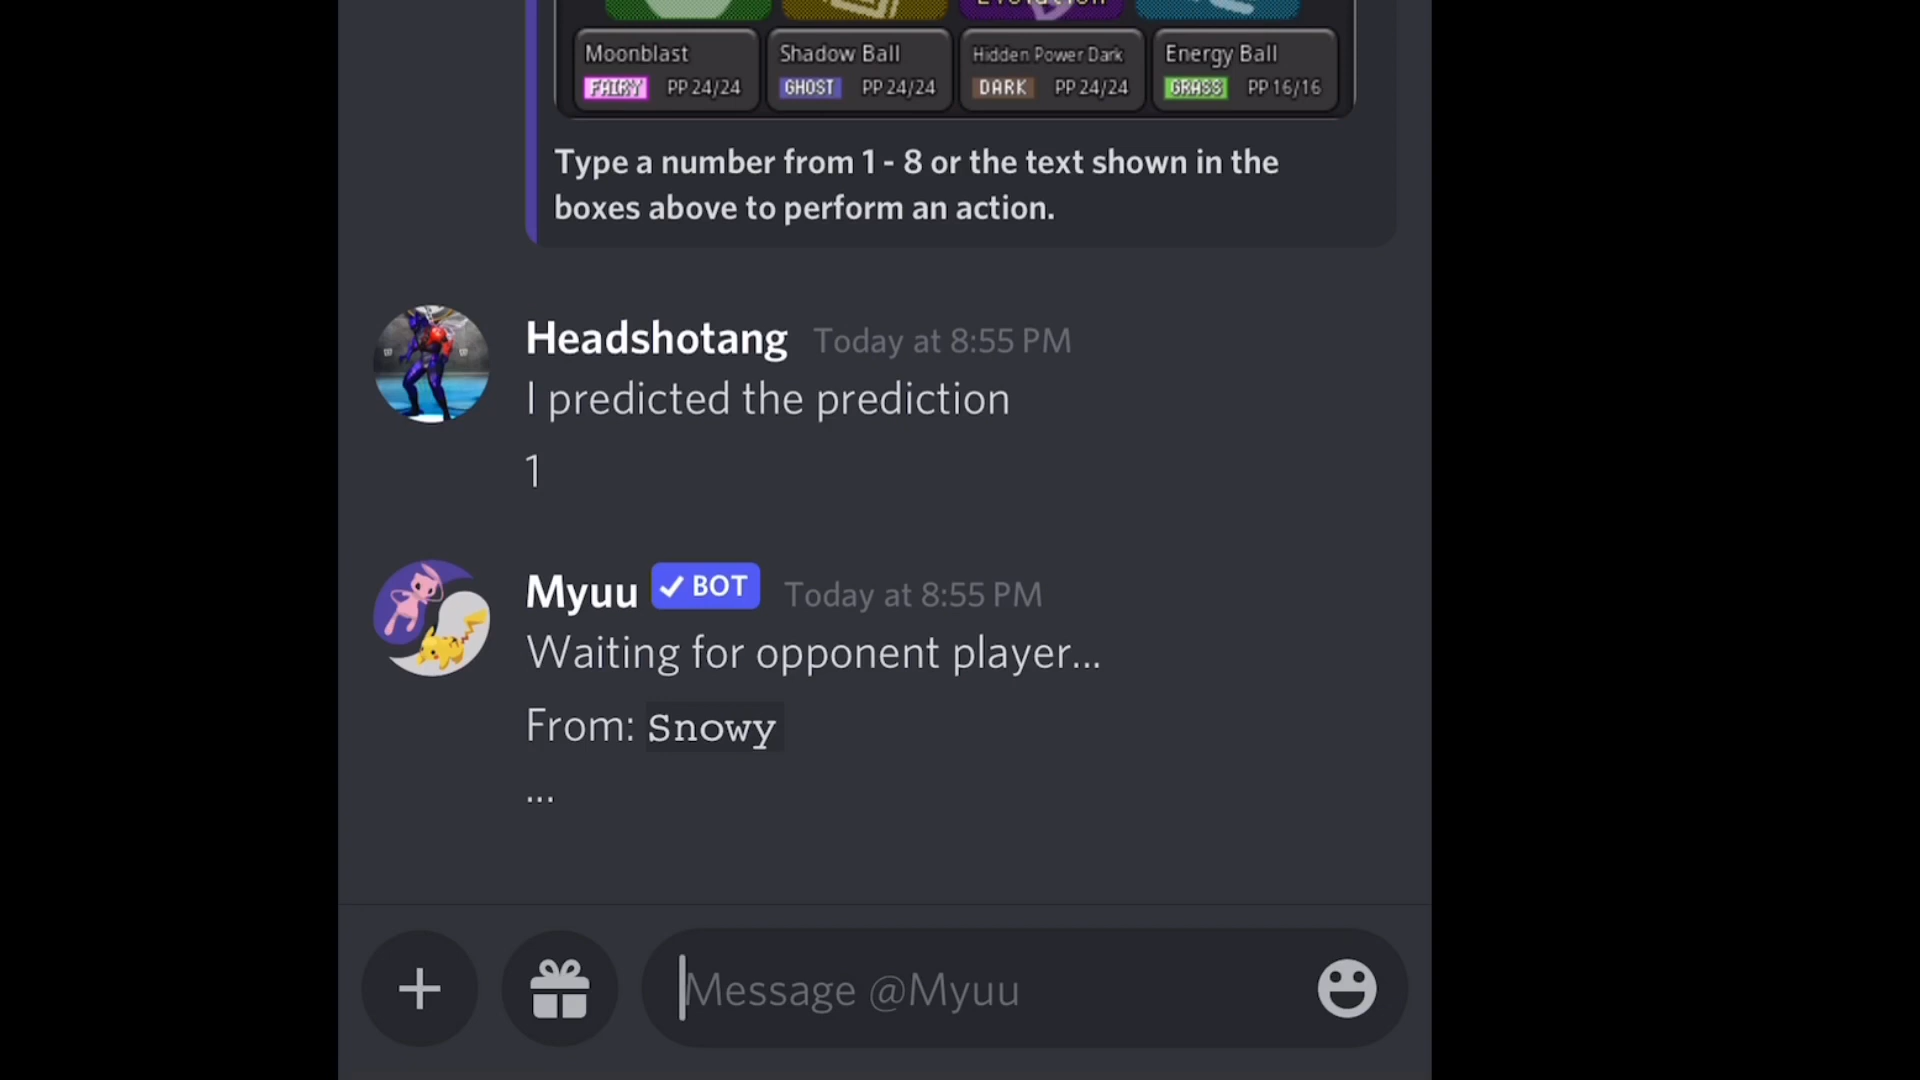 Evolution
Moonblast Shadow Ball Hidden Power Dark Energy Ball
FAIRY PP 24/24 GHOST PP 24/24 DARK PP 24/24 GRASS PP 16/16
Type a number from 1 - 8 or the text shown in the
boxes above to perform an action.
Headshotang Today at 8:55 PM
I predicted the prediction
1
Myuu BOT Today at 8:55 PM
Waiting for opponent player...
From: Snowy
...
Message @Myuu